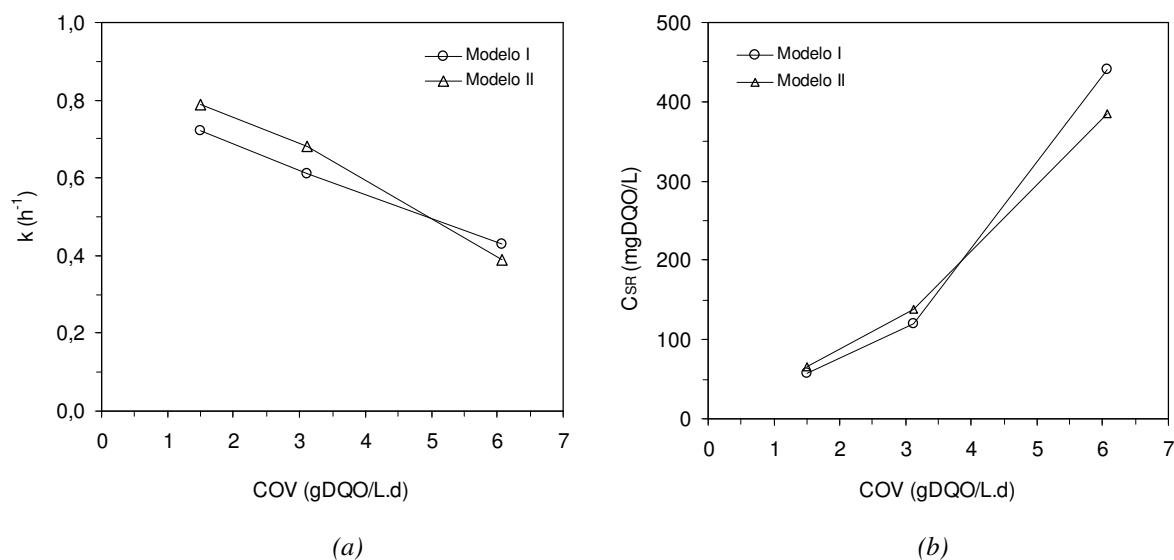 1,0
0,8
0,6
0,4
0,2
0,0
k (h-1)
0 1 2 3 4 5 6 7
COV (gDQO/L.d)
Modelo I
Modelo II
(a)
500
400
300
200
100
0
CSR (mgDQO/L)
0 1 2 3 4 5 6 7
COV (gDQO/L.d)
Modelo I
Modelo II
(b)